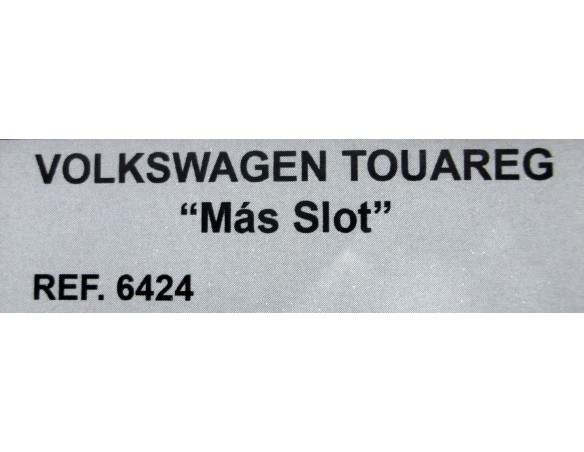 VOLKSWAGEN TOUAREG
“Más Slot”
REF. 6424